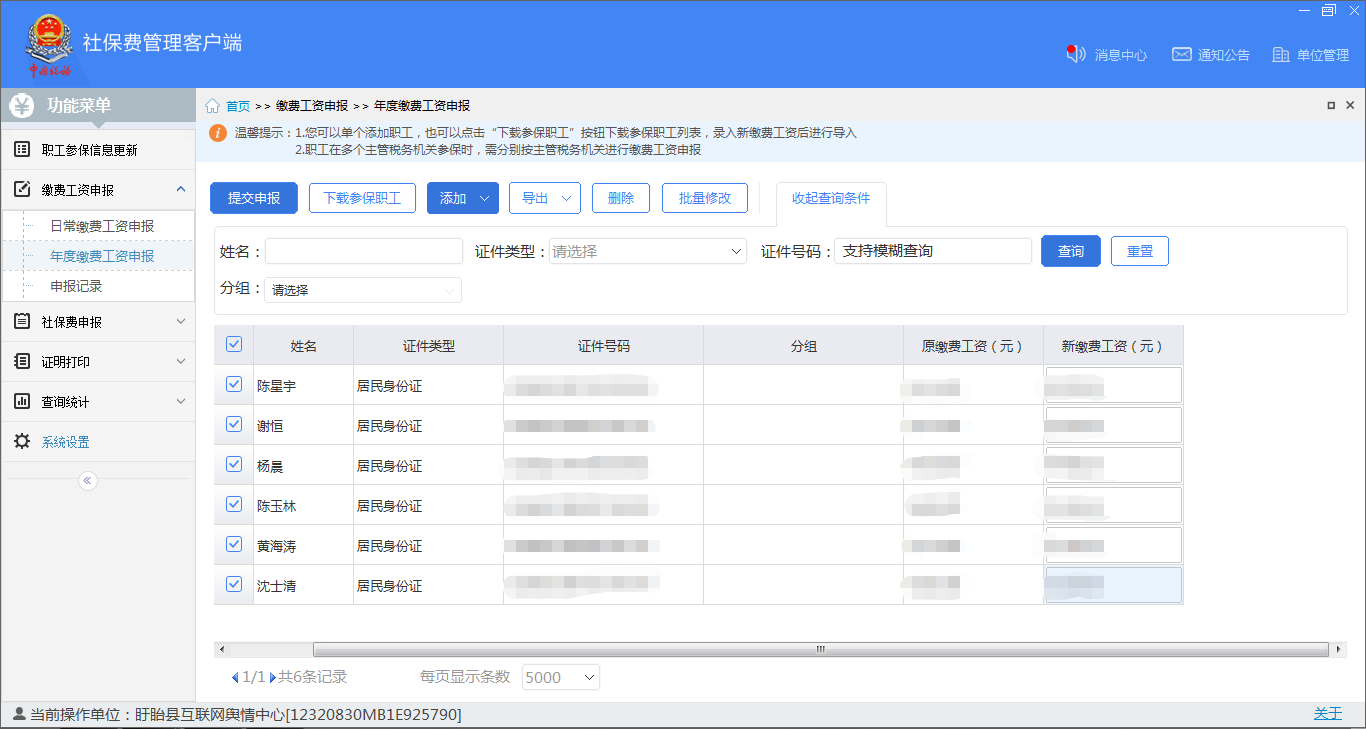 社保费管理客户端
消息中心 通知公告 单位管理
功能菜单
首页 >> 缴费工资申报 >> 年度缴费工资申报
温馨提示：1.您可以单个添加职工，也可以点击“下载参保职工”按钮下载参保职工列表，录入新缴费工资后进行导入
2.职工在多个主管税务机关参保时，需分别按主管税务机关进行缴费工资申报
职工参保信息更新
缴费工资申报
日常缴费工资申报
年度缴费工资申报
申报记录
社保费申报
证明打印
查询统计
系统设置
提交申报 下载参保职工 添加 导出 删除 批量修改 收起查询条件
姓名： 证件类型：请选择 证件号码：支持模糊查询 查询 重置
分组：请选择
姓名 证件类型 证件号码 分组 原缴费工资（元） 新缴费工资（元）
陈星宇 居民身份证
谢恒 居民身份证
杨晨 居民身份证
陈玉林 居民身份证
黄海涛 居民身份证
沈士清 居民身份证
1/1 共6条记录 每页显示条数 5000
当前操作单位：盱眙县互联网舆情中心[12320830MB1E925790] 关于